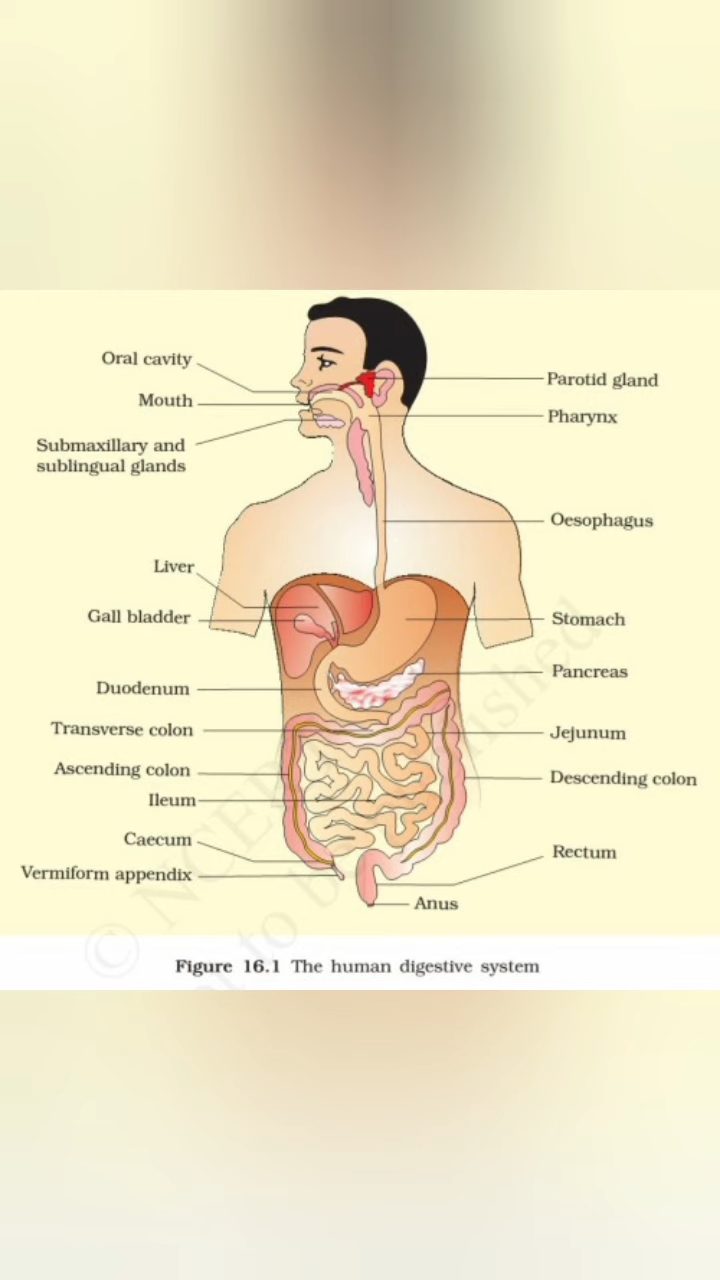 Oral cavity
Mouth
Submaxillary and
sublingual glands
Parotid gland
Pharynx
Oesophagus
Liver
Gall bladder
Stomach
Pancreas
Duodenum
Transverse colon
Jejunum
Ascending colon
Descending colon
Ileum
Caecum
Rectum
Vermiform appendix
Anus
Figure 16.1 The human digestive system